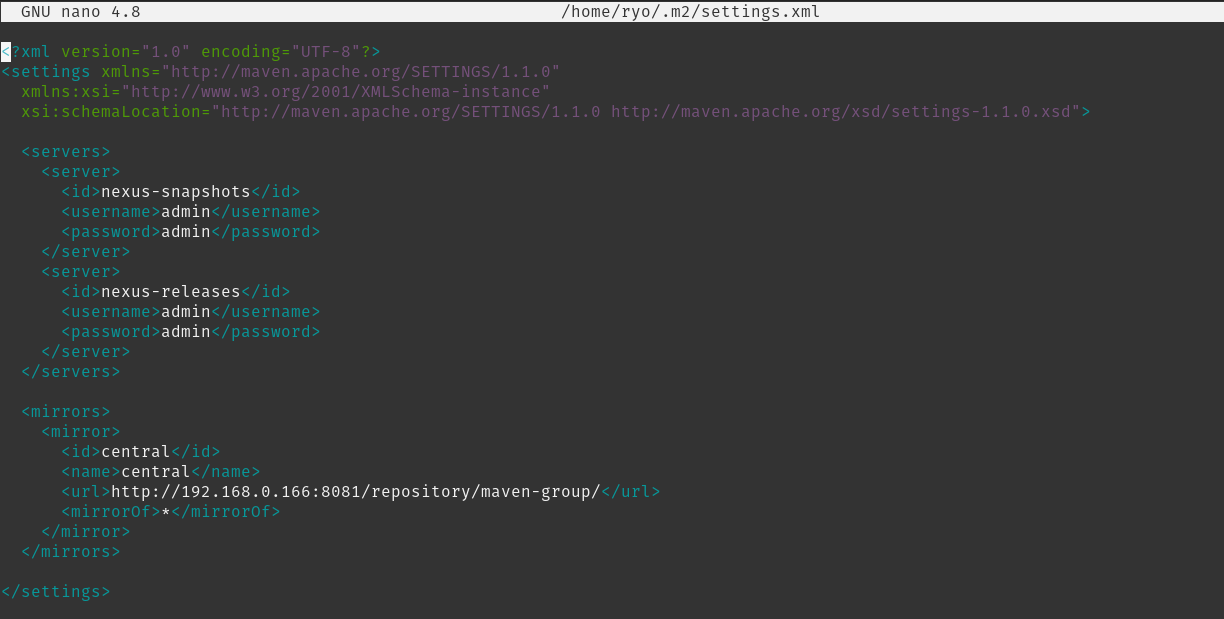 GNU nano 4.8 /home/ryo/.m2/settings.xml
<?xml version="1.0" encoding="UTF-8"?>
<settings xmlns="http://maven.apache.org/SETTINGS/1.1.0"
  xmlns:xsi="http://www.w3.org/2001/XMLSchema-instance"
  xsi:schemaLocation="http://maven.apache.org/SETTINGS/1.1.0 http://maven.apache.org/xsd/settings-1.1.0.xsd">
  <servers>
    <server>
      <id>nexus-snapshots</id>
      <username>admin</username>
      <password>admin</password>
    </server>
    <server>
      <id>nexus-releases</id>
      <username>admin</username>
      <password>admin</password>
    </server>
  </servers>
  <mirrors>
    <mirror>
      <id>central</id>
      <name>central</name>
      <url>http://192.168.0.166:8081/repository/maven-group/</url>
      <mirrorOf>*</mirrorOf>
    </mirror>
  </mirrors>
</settings>